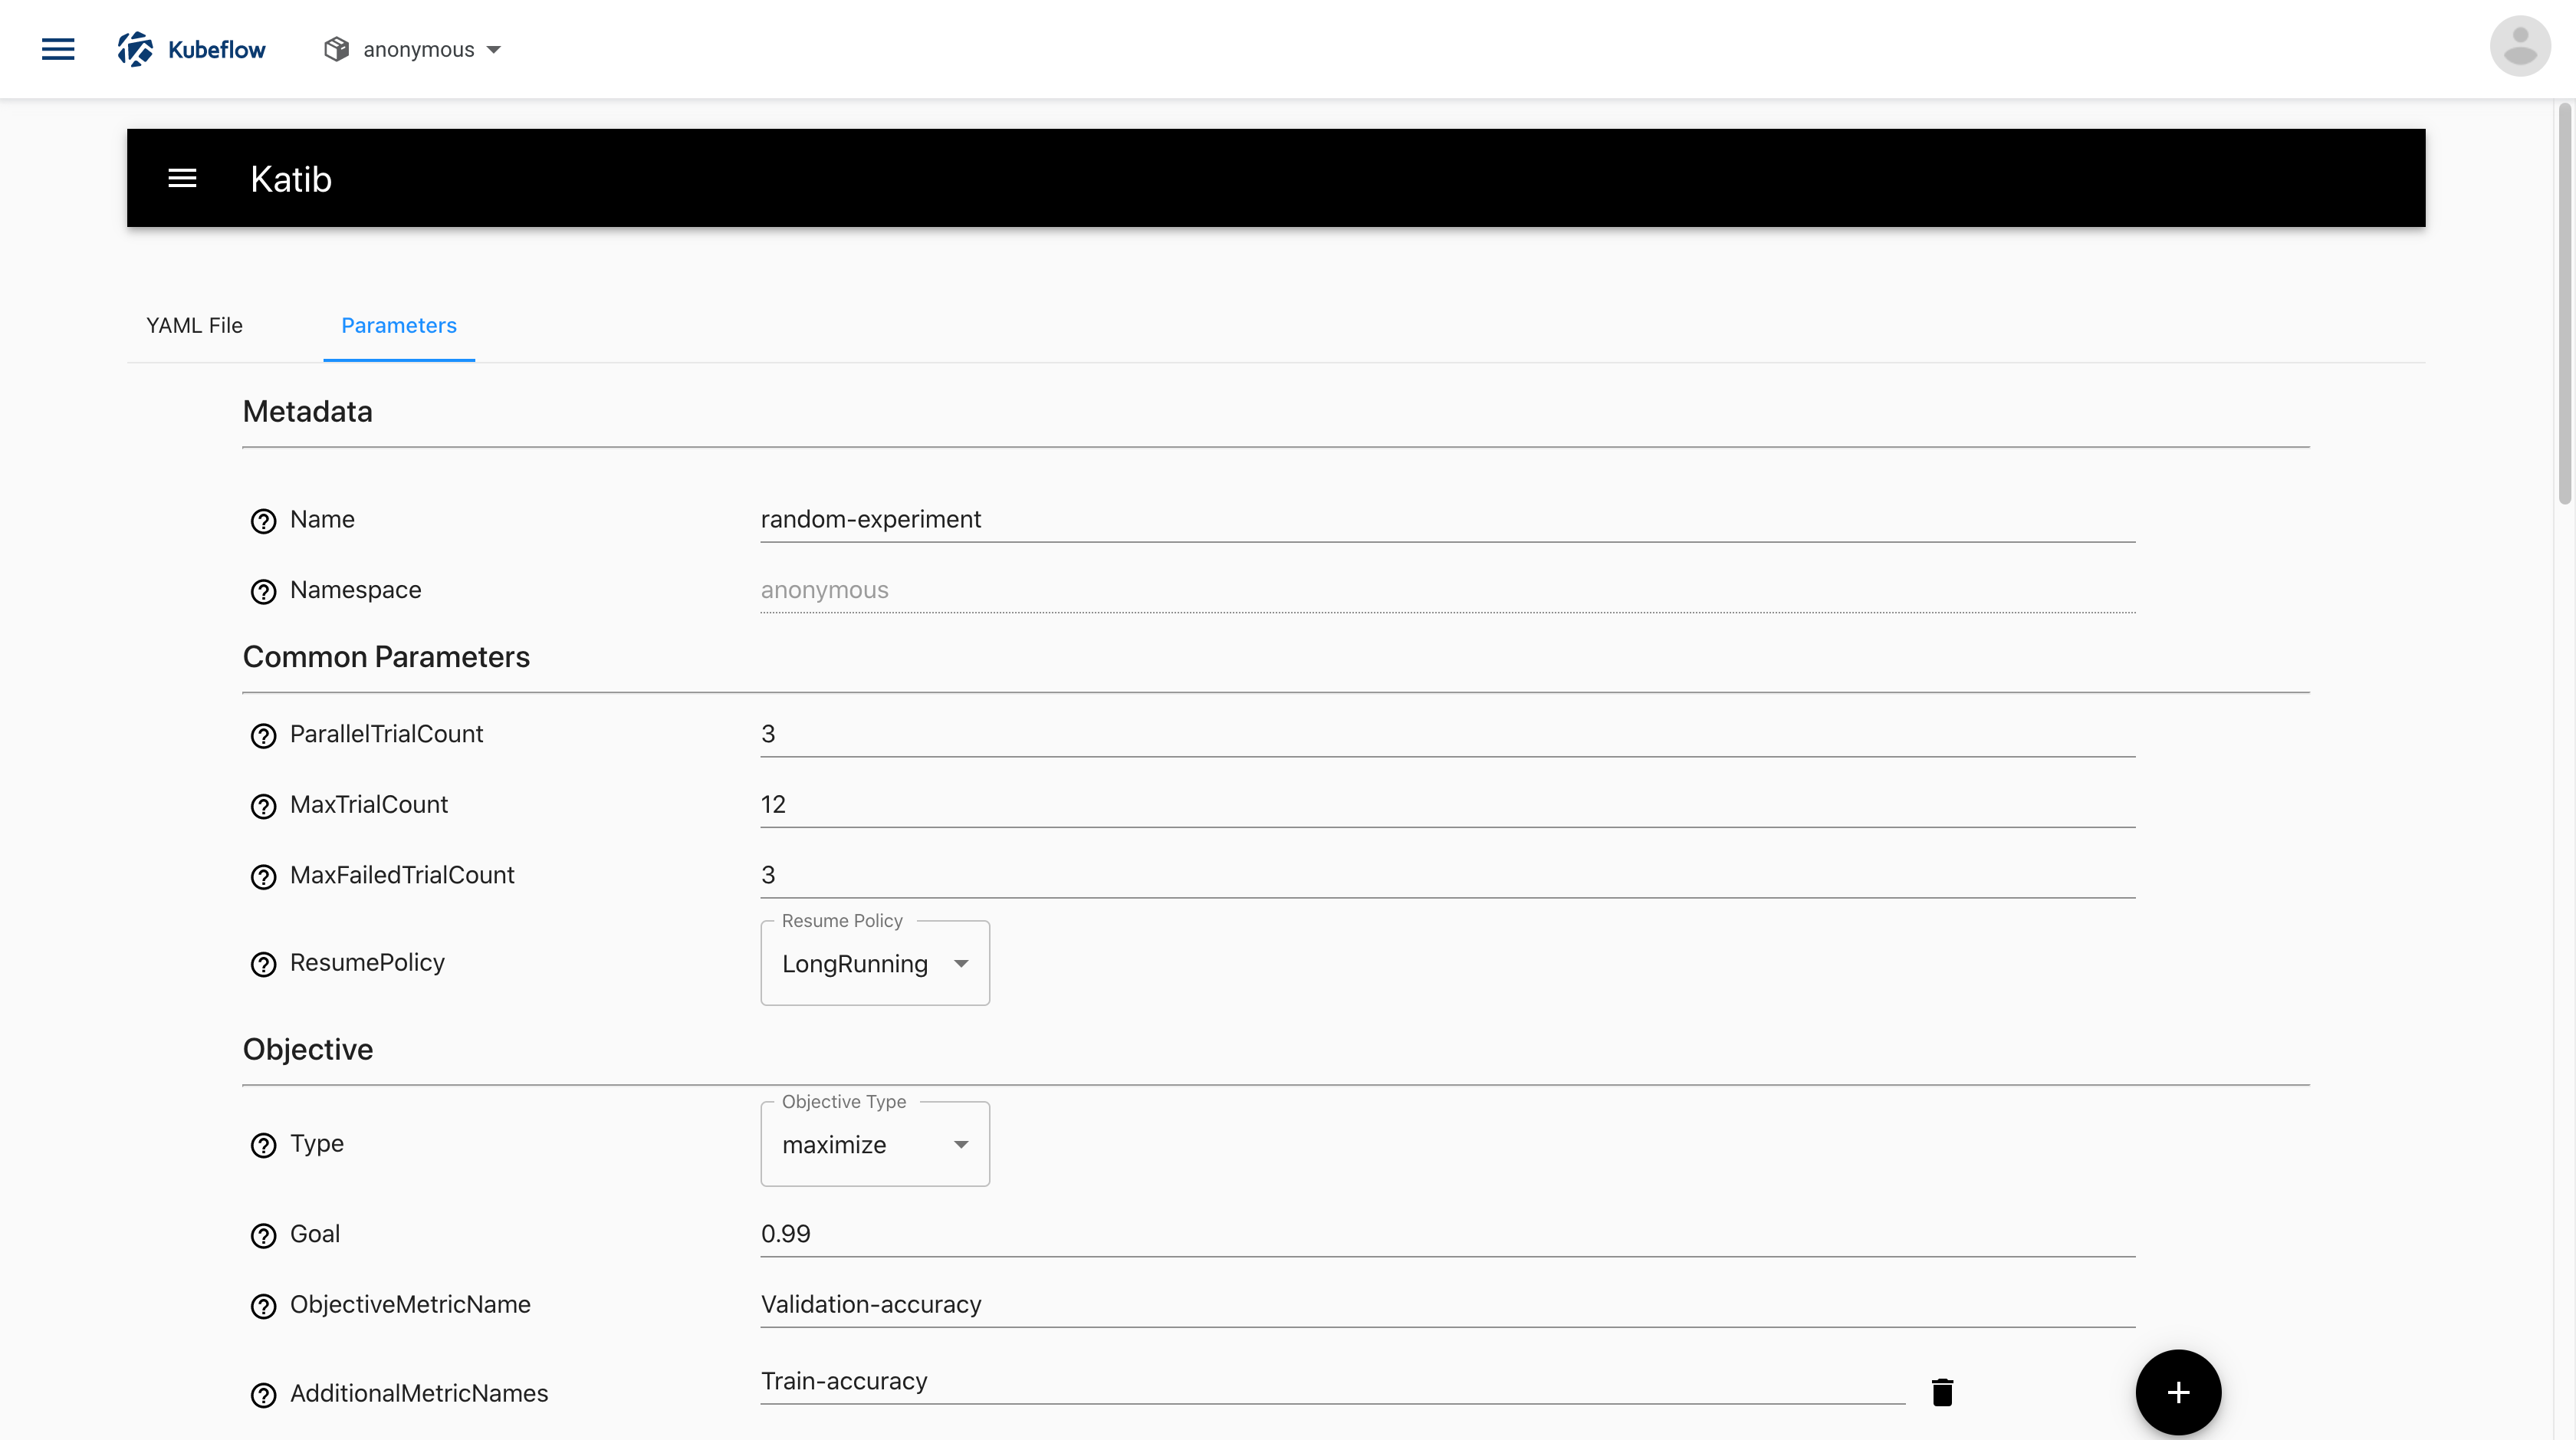 Kubeflow
anonymous
Katib
YAML File
Parameters
Metadata
Name
random-experiment
Namespace
anonymous
Common Parameters
ParallelTrialCount
3
MaxTrialCount
12
MaxFailedTrialCount
3
Resume Policy
ResumePolicy
LongRunning
Objective
Objective Type
Type
maximize
Goal
0.99
ObjectiveMetricName
Validation-accuracy
AdditionalMetricNames
Train-accuracy